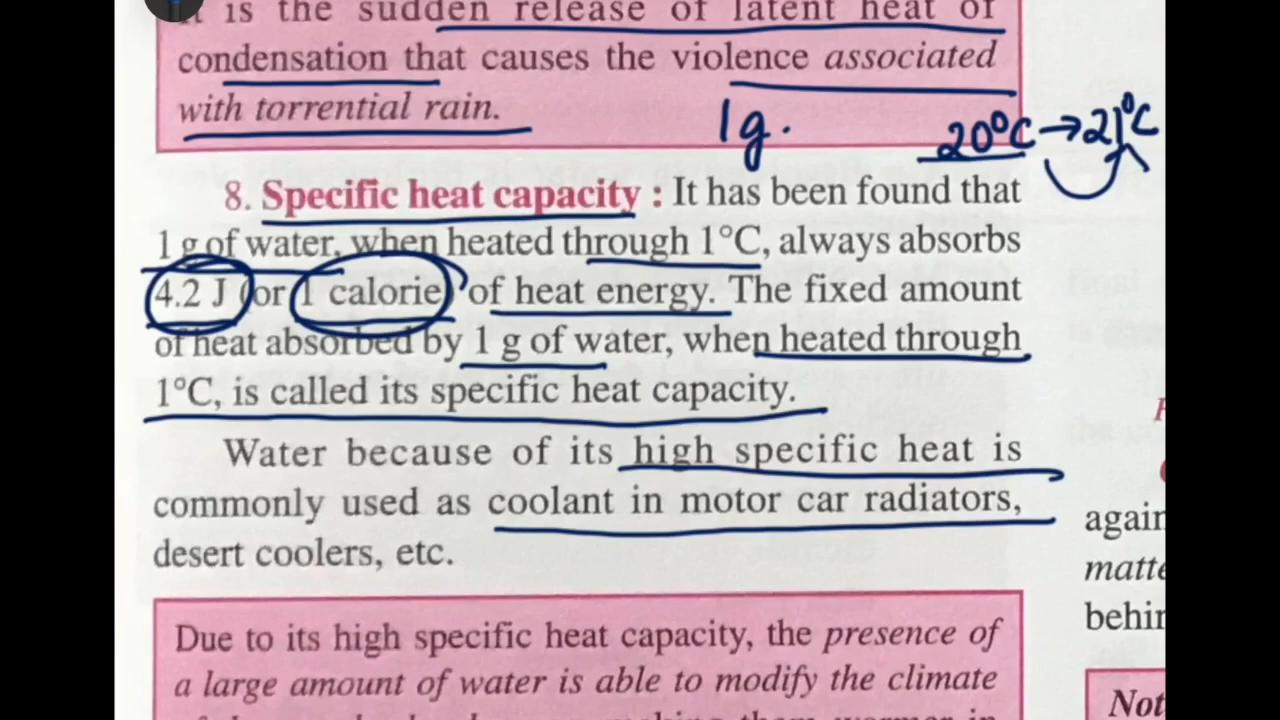 It is the sudden release of latent heat of
condensation that causes the violence associated
with torrential rain.
1g.
20°C → 21°C
8. Specific heat capacity : It has been found that
1 g of water, when heated through 1°C, always absorbs
4.2 J (or 1 calorie) of heat energy. The fixed amount
of heat absorbed by 1 g of water, when heated through
1°C, is called its specific heat capacity.
Water because of its high specific heat is
commonly used as coolant in motor car radiators,
desert coolers, etc.
Due to its high specific heat capacity, the presence of
a large amount of water is able to modify the climate
again
matte
behin
Not